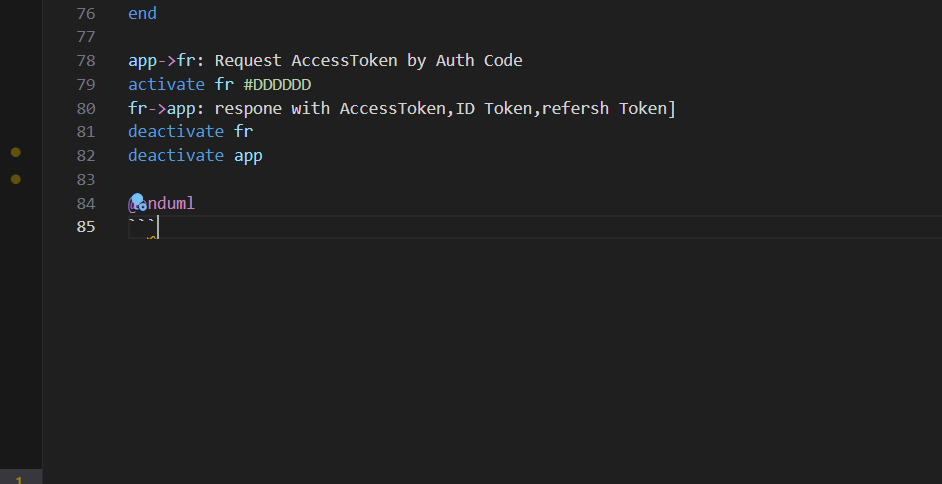 76 end
77
78 app->fr: Request AccessToken by Auth Code
79 activate fr #DDDDDD
80 fr->app: respone with AccessToken,ID Token,refersh Token]
81 deactivate fr
82 deactivate app
83
84 @enduml
85 ```
1